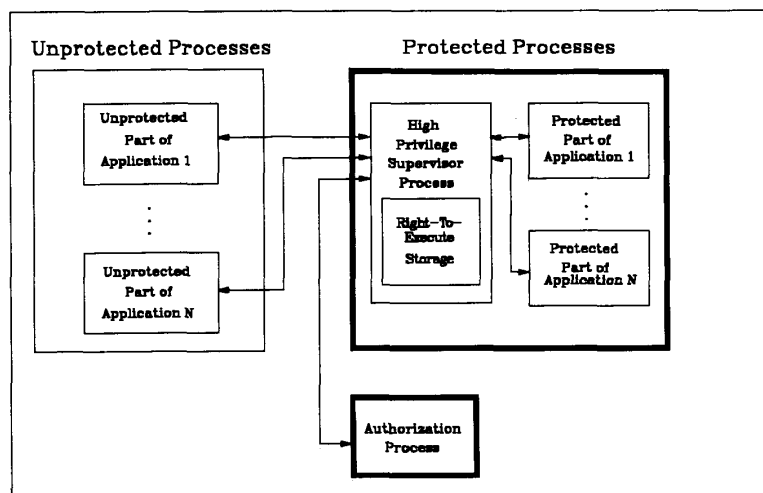 Unprotected Processes
Protected Processes
Unprotected
Part of
Application 1
Unprotected
Part of
Application N
High
Privilege
Supervisor
Process
Right-To-
Execute
Storage
Protected
Part of
Application 1
Protected
Part of
Application N
Authorization
Process